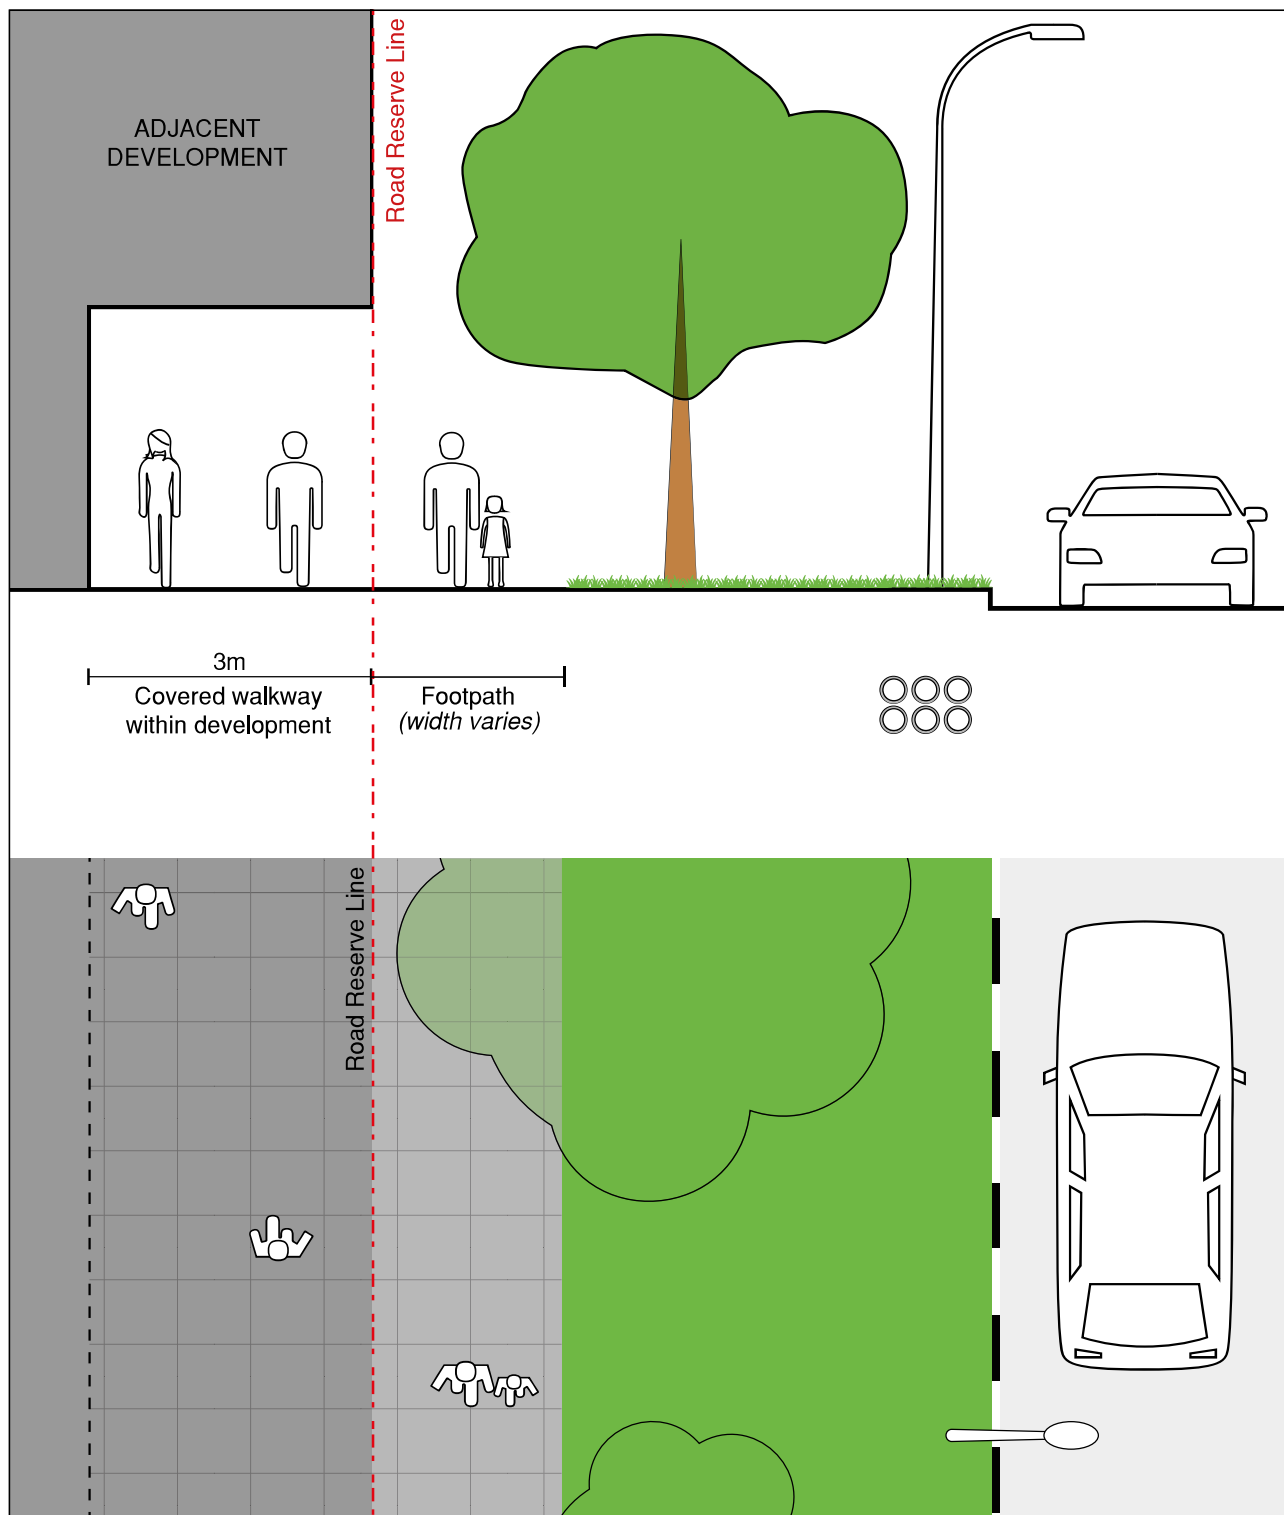 ADJACENT
DEVELOPMENT
Road Reserve Line
3m
Covered walkway
within development
Footpath
(width varies)
Road Reserve Line